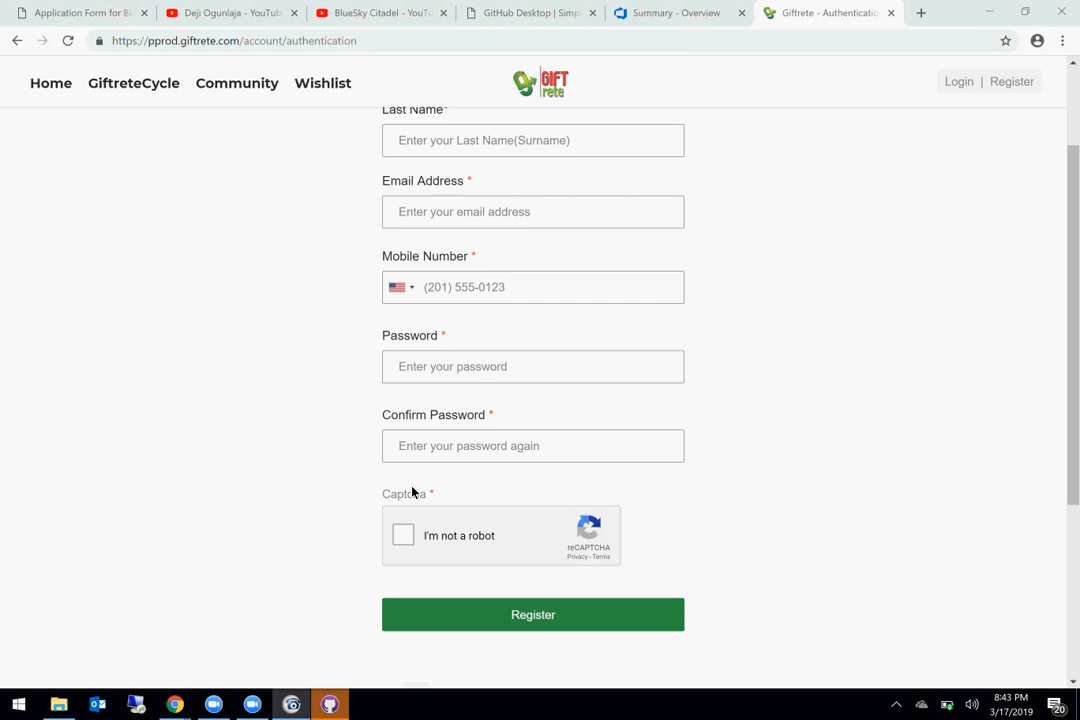 Application Form for Bl
Deji Ogunlaja - YouTub
BlueSky Citadel - YouTu
GitHub Desktop | Simpl
Summary - Overview
Giftrete - Authenticatio
https://pprod.giftrete.com/account/authentication
Home
GiftreteCycle
Community
Wishlist
GIFT
rete
Login | Register
Last Name*
Enter your Last Name(Surname)
Email Address *
Enter your email address
Mobile Number *
(201) 555-0123
Password *
Enter your password
Confirm Password *
Enter your password again
Captcha *
I'm not a robot
reCAPTCHA
Privacy - Terms
Register
8:43 PM
3/17/2019
20